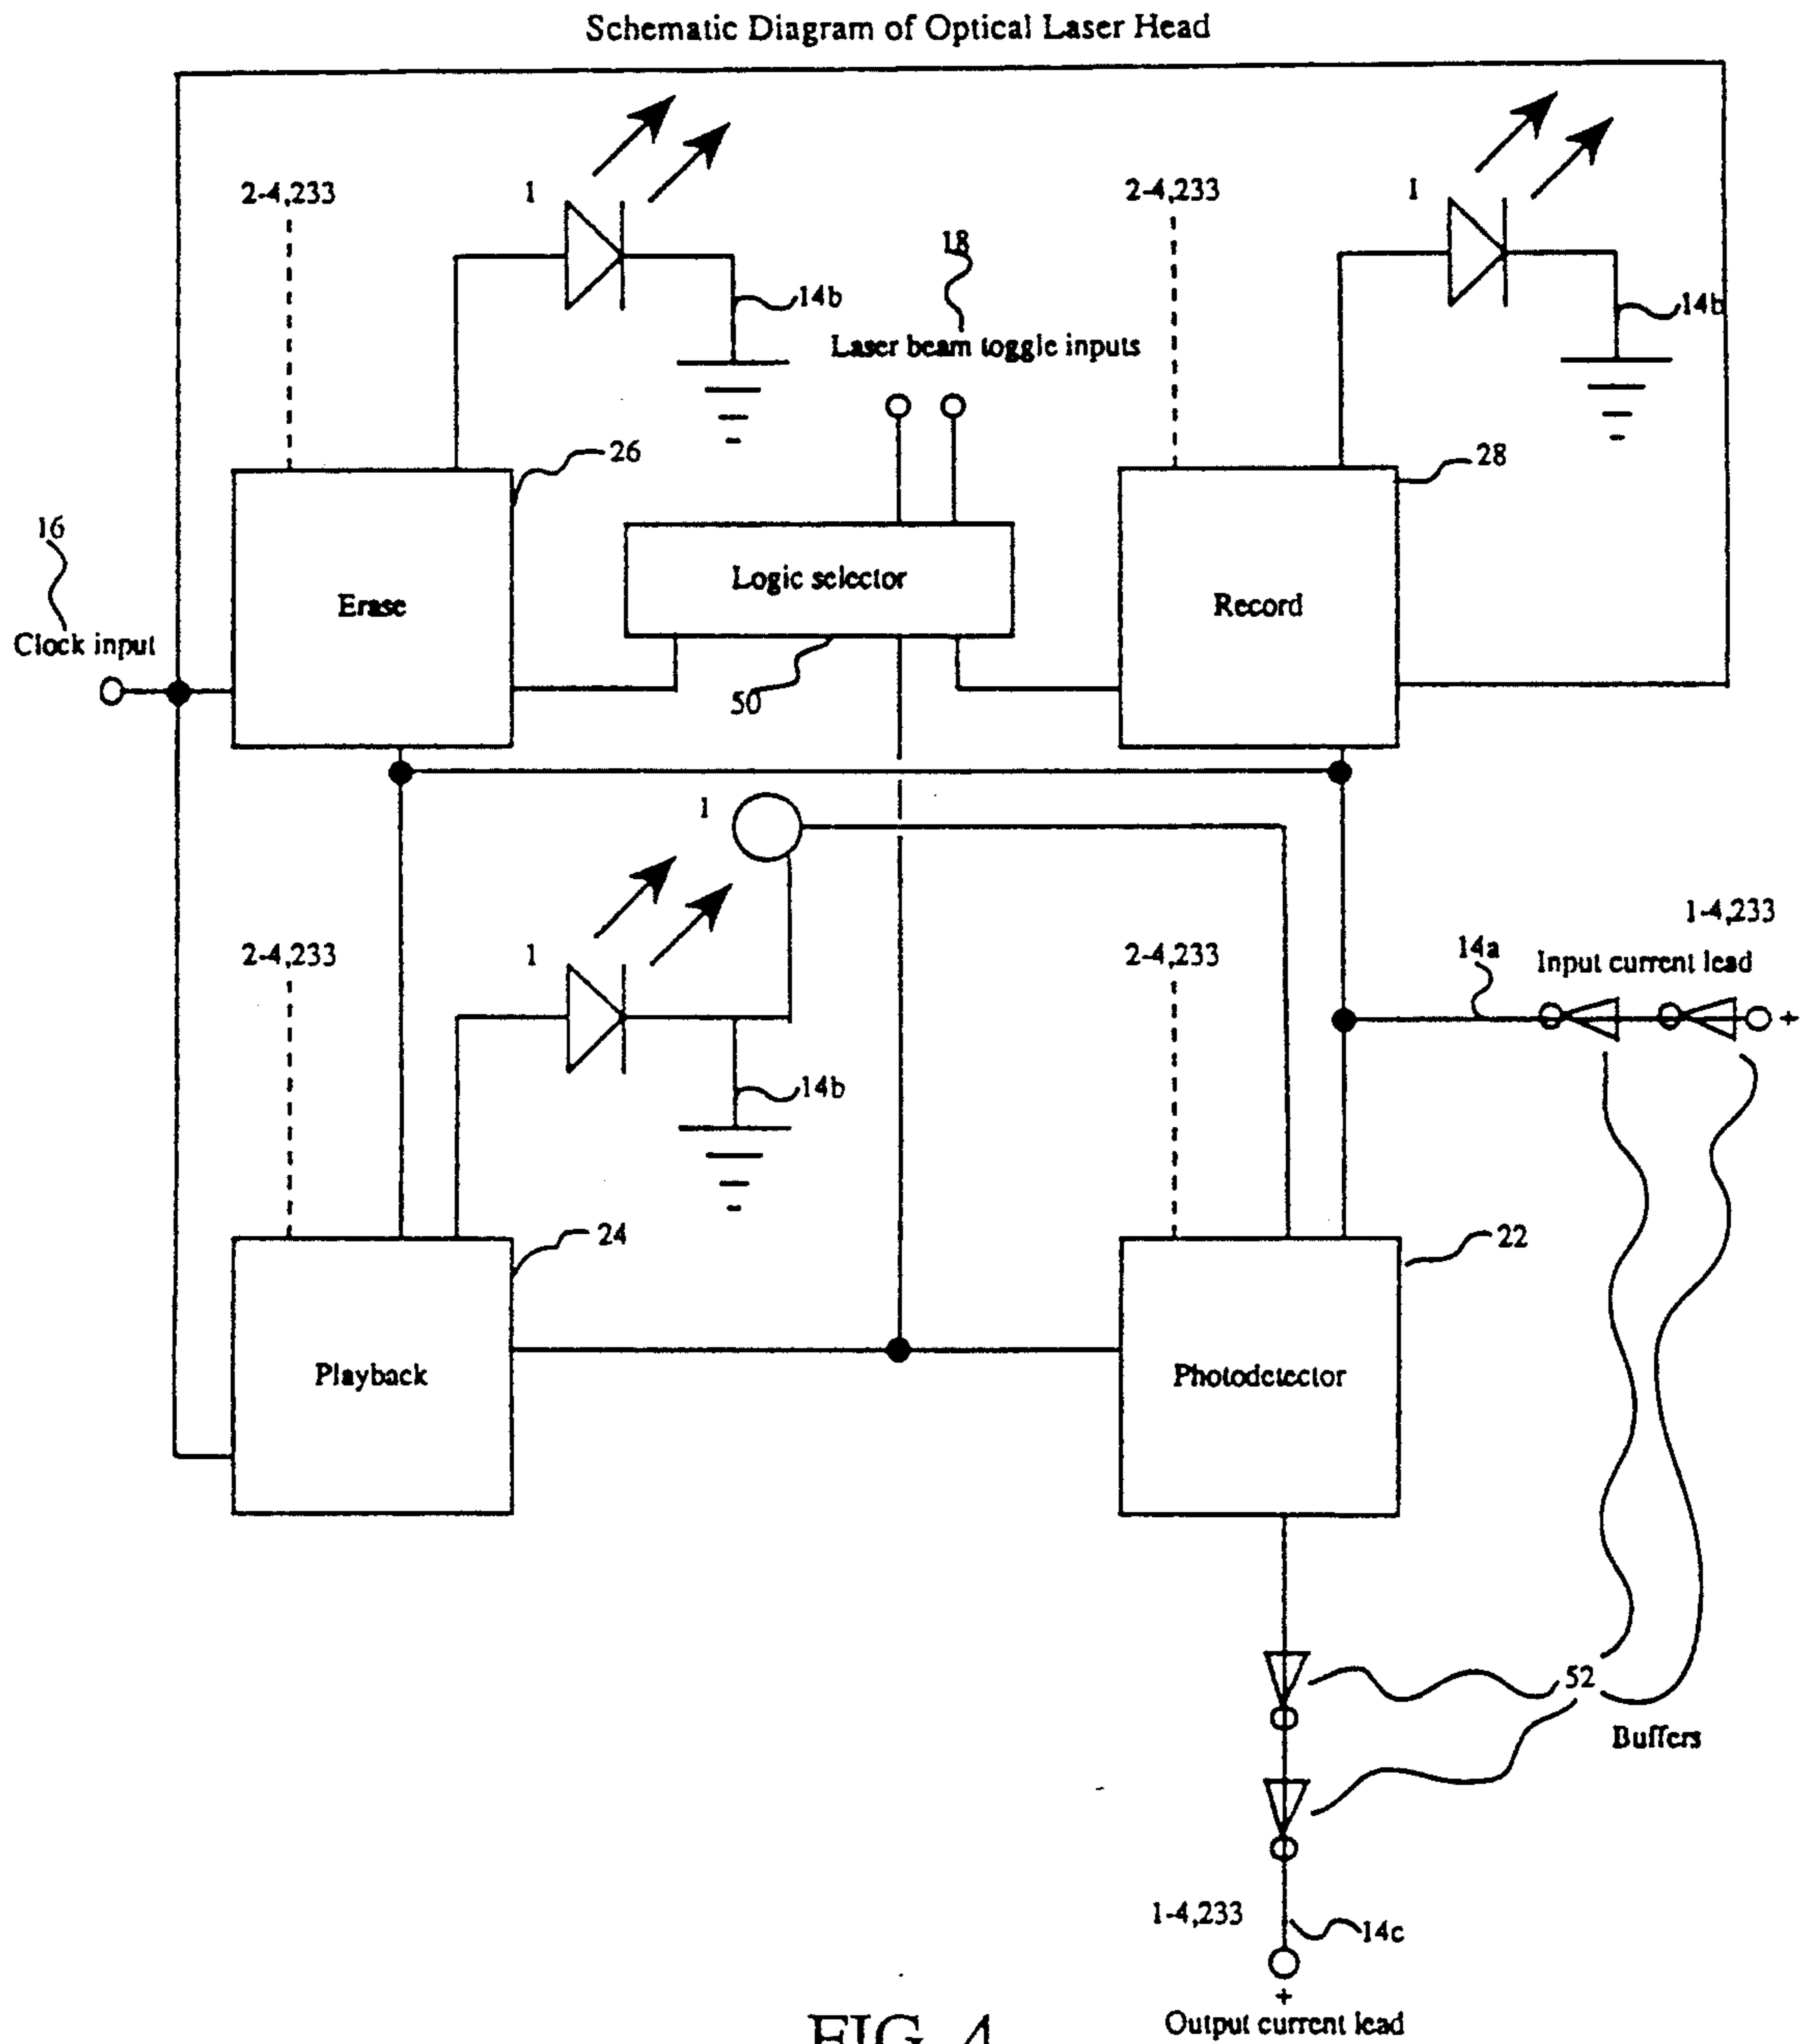 Schematic Diagram of Optical Laser Head
2-4,233
1
2-4,233
1
18
14b
14b
Laser beam toggle inputs
26
28
16
Logic selector
Erase
Record
Clock input
50
1
1-4,233
2-4,233
1
2-4,233
14a
Input current lead
+
14b
24
22
Playback
Photodetector
52
Buffers
1-4,233
14c
+
Output current lead
FIG. 4